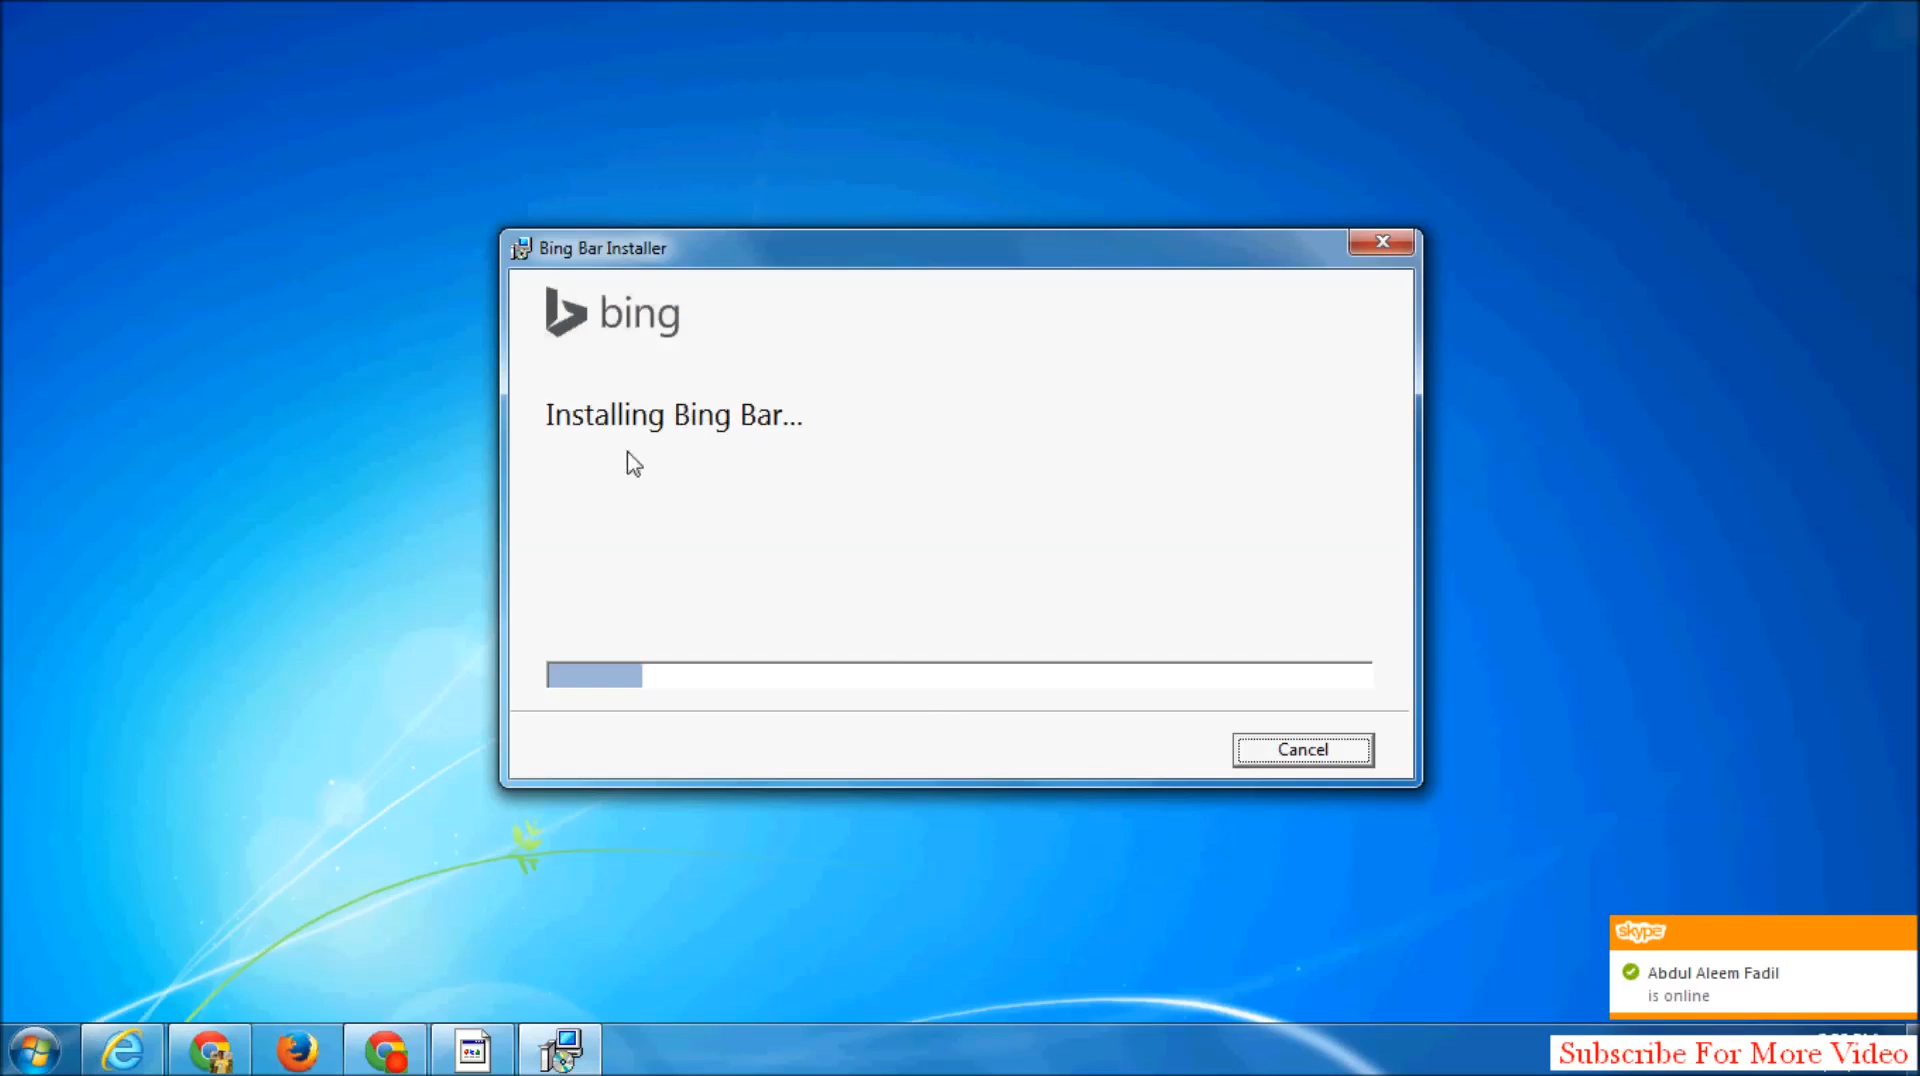 Bing Bar Installer
bing
Installing Bing Bar...
Cancel
skype
Abdul Aleem Fadil
is online
Subscribe For More Video